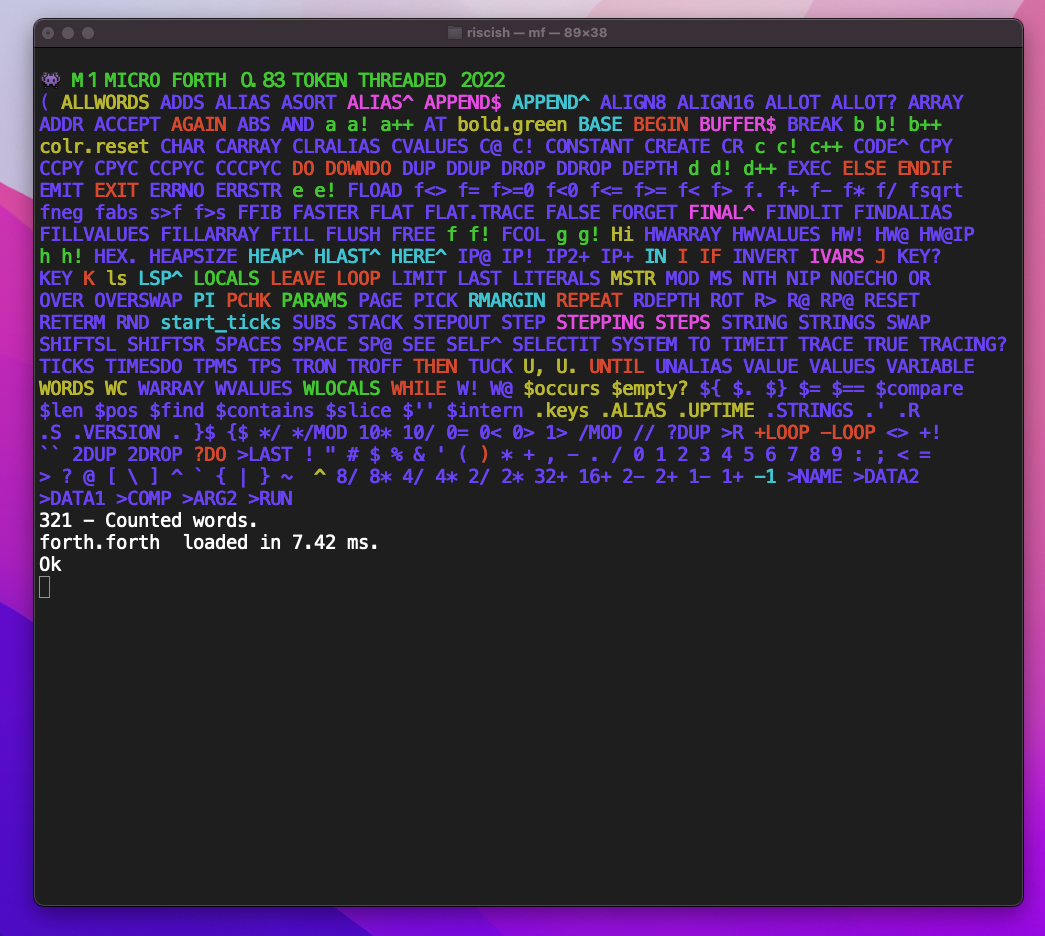 riscish — mf — 89×38
👾 M1 MICRO FORTH 0.83 TOKEN THREADED 2022
( ALLWORDS ADDS ALIAS ASORT ALIAS^ APPEND$ APPEND^ ALIGN8 ALIGN16 ALLOT ALLOT? ARRAY
ADDR ACCEPT AGAIN ABS AND a a! a++ AT bold.green BASE BEGIN BUFFER$ BREAK b b! b++
colr.reset CHAR CARRAY CLRALIAS CVALUES C@ C! CONSTANT CREATE CR c c! c++ CODE^ CPY
CCPY CPYC CCPYC CCCPYC DO DOWNDO DUP DDUP DROP DDROP DEPTH d d! d++ EXEC ELSE ENDIF
EMIT EXIT ERRNO ERRSTR e e! FLOAD f<> f= f>=0 f<0 f<= f>= f< f> f. f+ f- f* f/ fsqrt
fneg fabs s>f f>s FFIB FASTER FLAT FLAT.TRACE FALSE FORGET FINAL^ FINDLIT FINDALIAS
FILLVALUES FILLARRAY FILL FLUSH FREE f f! FCOL g g! Hi HWARRAY HWVALUES HW! HW@ HW@IP
h h! HEX. HEAPSIZE HEAP^ HLAST^ HERE^ IP@ IP! IP2+ IP+ IN I IF INVERT IVARS J KEY?
KEY K ls LSP^ LOCALS LEAVE LOOP LIMIT LAST LITERALS MSTR MOD MS NTH NIP NOECHO OR
OVER OVERSWAP PI PCHK PARAMS PAGE PICK RMARGIN REPEAT RDEPTH ROT R> R@ RP@ RESET
RETERM RND start_ticks SUBS STACK STEPOUT STEP STEPPING STEPS STRING STRINGS SWAP
SHIFTSL SHIFTSR SPACES SPACE SP@ SEE SELF^ SELECTIT SYSTEM TO TIMEIT TRACE TRUE TRACING?
TICKS TIMESDO TPMS TPS TRON TROFF THEN TUCK U, U. UNTIL UNALIAS VALUE VALUES VARIABLE
WORDS WC WARRAY WVALUES WLOCALS WHILE W! W@ $occurs $empty? ${ $. $} $= $== $compare
$len $pos $find $contains $slice $'' $intern .keys .ALIAS .UPTIME .STRINGS .' .R
.S .VERSION . }$ {$ */ */MOD 10* 10/ 0= 0< 0> 1> /MOD // ?DUP >R +LOOP -LOOP <> +!
`` 2DUP 2DROP ?DO >LAST ! " # $ % & ' ( ) * + , - . / 0 1 2 3 4 5 6 7 8 9 : ; < =
> ? @ [ \ ] ^ ` { | } ~  ^ 8/ 8* 4/ 4* 2/ 2* 32+ 16+ 2- 2+ 1- 1+ -1 >NAME >DATA2
>DATA1 >COMP >ARG2 >RUN
321 - Counted words.
forth.forth  loaded in 7.42 ms.
Ok